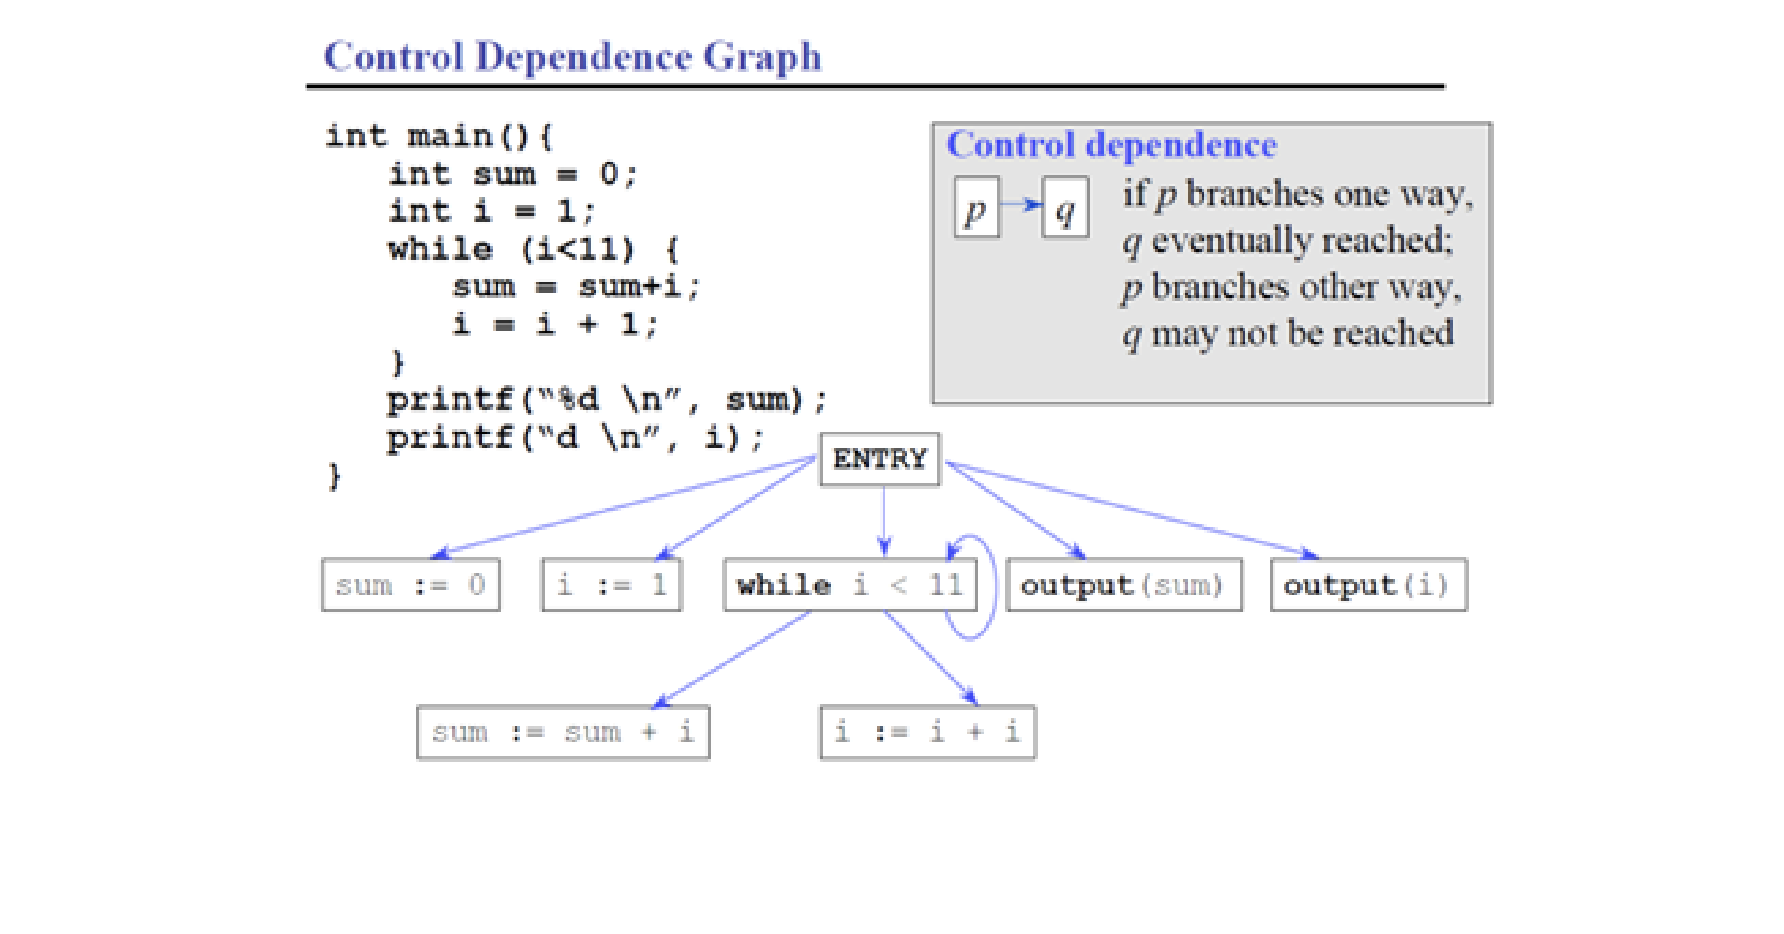 Control Dependence Graph
int main(){
int sum = 0;
int i = 1;
while (i<11) {
sum = sum+i;
i = i + 1;
}
printf(“%d \n”, sum);
printf(“d \n”, i);
}
Control dependence
p q
if p branches one way,
q eventually reached;
p branches other way,
q may not be reached
ENTRY
sum := 0 i := 1 while i < 11 output(sum) output(i)
sum := sum + i i := i + i